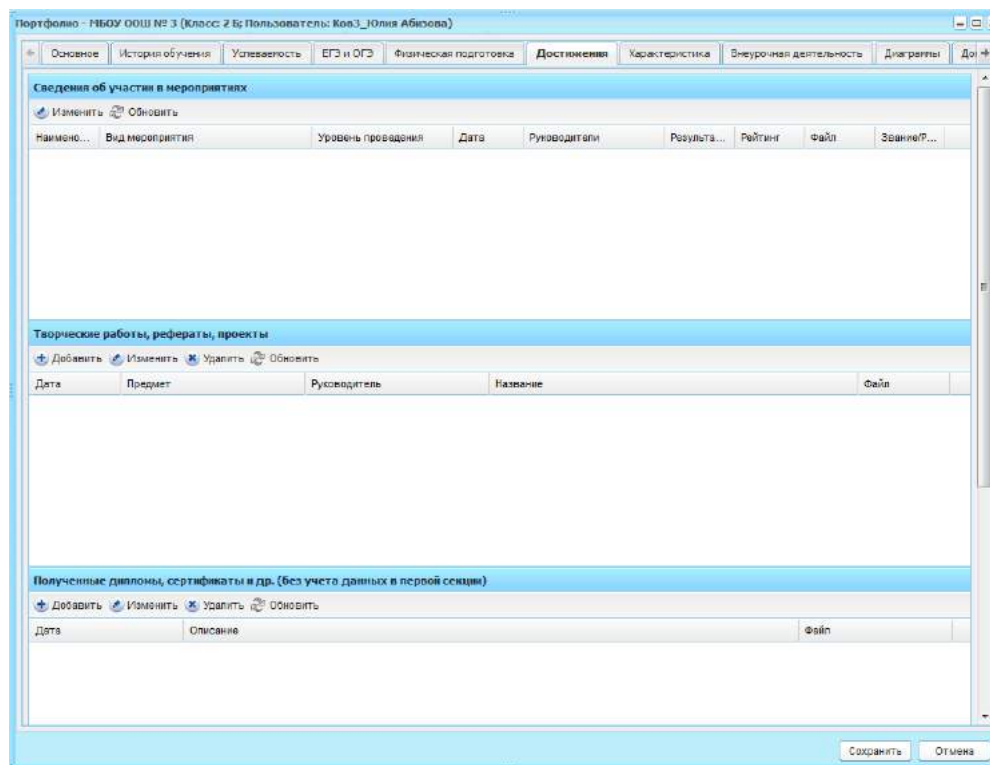 Портфолио - МБОУ ООШ № 3 (Класс: 2 Б; Пользователь: Ков3_Юлия Абизова)
Основное История обучения Успеваемость ЕГЭ и ОГЭ Физическая подготовка Достижения Характеристика Внеурочная деятельность Диаграммы До
Сведения об участии в мероприятиях
Изменить Обновить
Наимено... Вид мероприятия Уровень проведения Дата Руководители Результа... Рейтинг Файл Звание/Р...
Творческие работы, рефераты, проекты
Добавить Изменить Удалить Обновить
Дата Предмет Руководитель Название Файл
Полученные дипломы, сертификаты и др. (без учета данных в первой секции)
Добавить Изменить Удалить Обновить
Дата Описание Файл
Сохранить Отмена